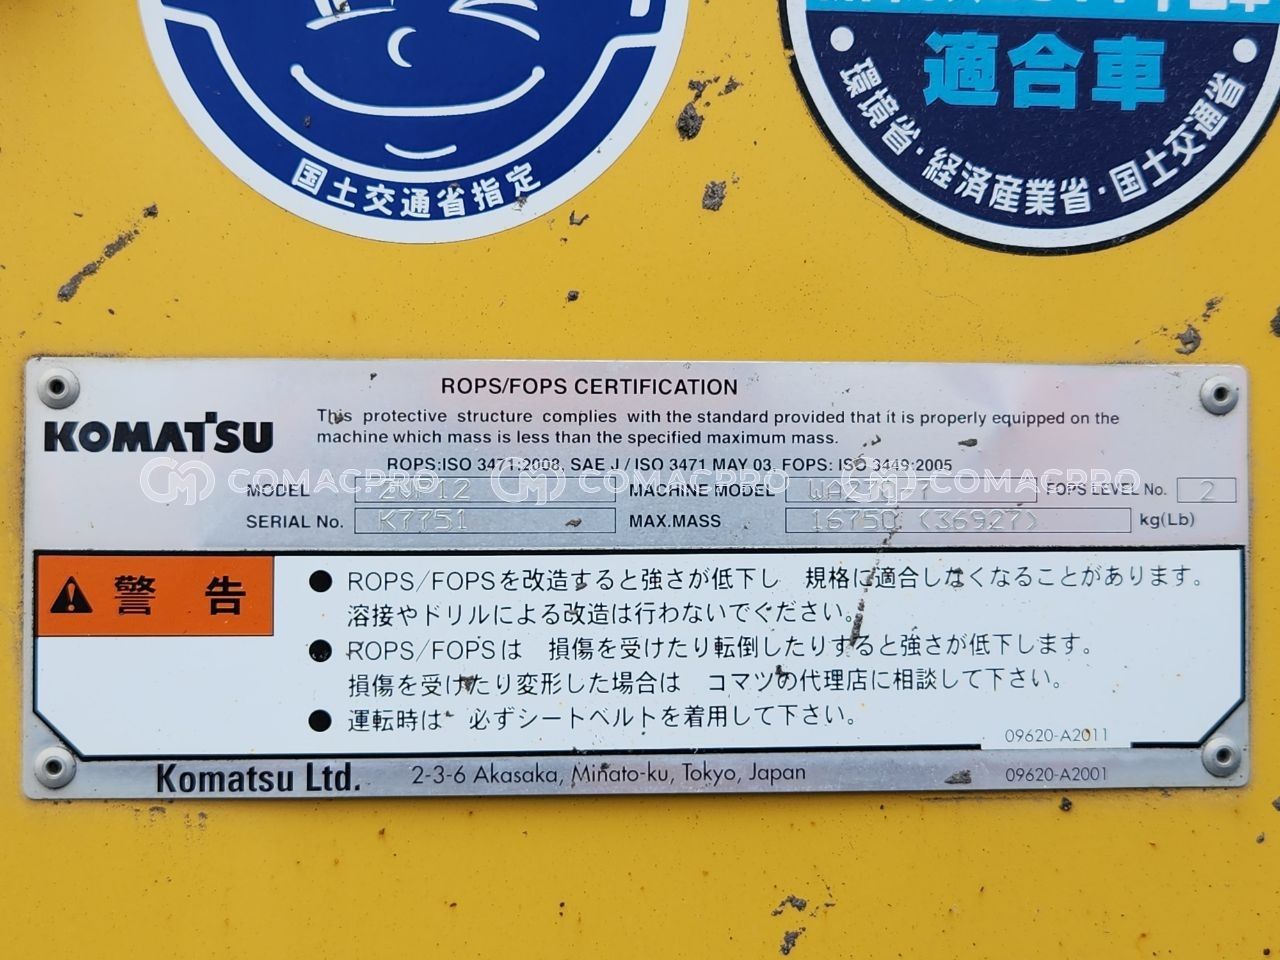 国土交通省指定
適合車
環境省・経済産業省・国土交通省
ROPS/FOPS CERTIFICATION
KOMATSU
This protective structure complies with the standard provided that it is properly equipped on the
machine which mass is less than the specified maximum mass.
ROPS:ISO 3471:2008, SAE J / ISO 3471 MAY 03, FOPS: ISO 3449:2005
COMACPRO COMACPRO COMACPRO
MODEL MACHINE MODEL WA270-7 FOPS LEVEL No. 2
SERIAL No. K7751 MAX.MASS 16750 (36927) kg(Lb)
警告
● ROPS/FOPSを改造すると強さが低下し 規格に適合しなくなることがあります。
溶接やドリルによる改造は行わないでください。
● ROPS/FOPSは 損傷を受けたり転倒したりすると強さが低下します。
損傷を受けたり変形した場合は コマツの代理店に相談して下さい。
● 運転時は 必ずシートベルトを着用して下さい。
09620-A2011
Komatsu Ltd. 2-3-6 Akasaka, Minato-ku, Tokyo, Japan 09620-A2001